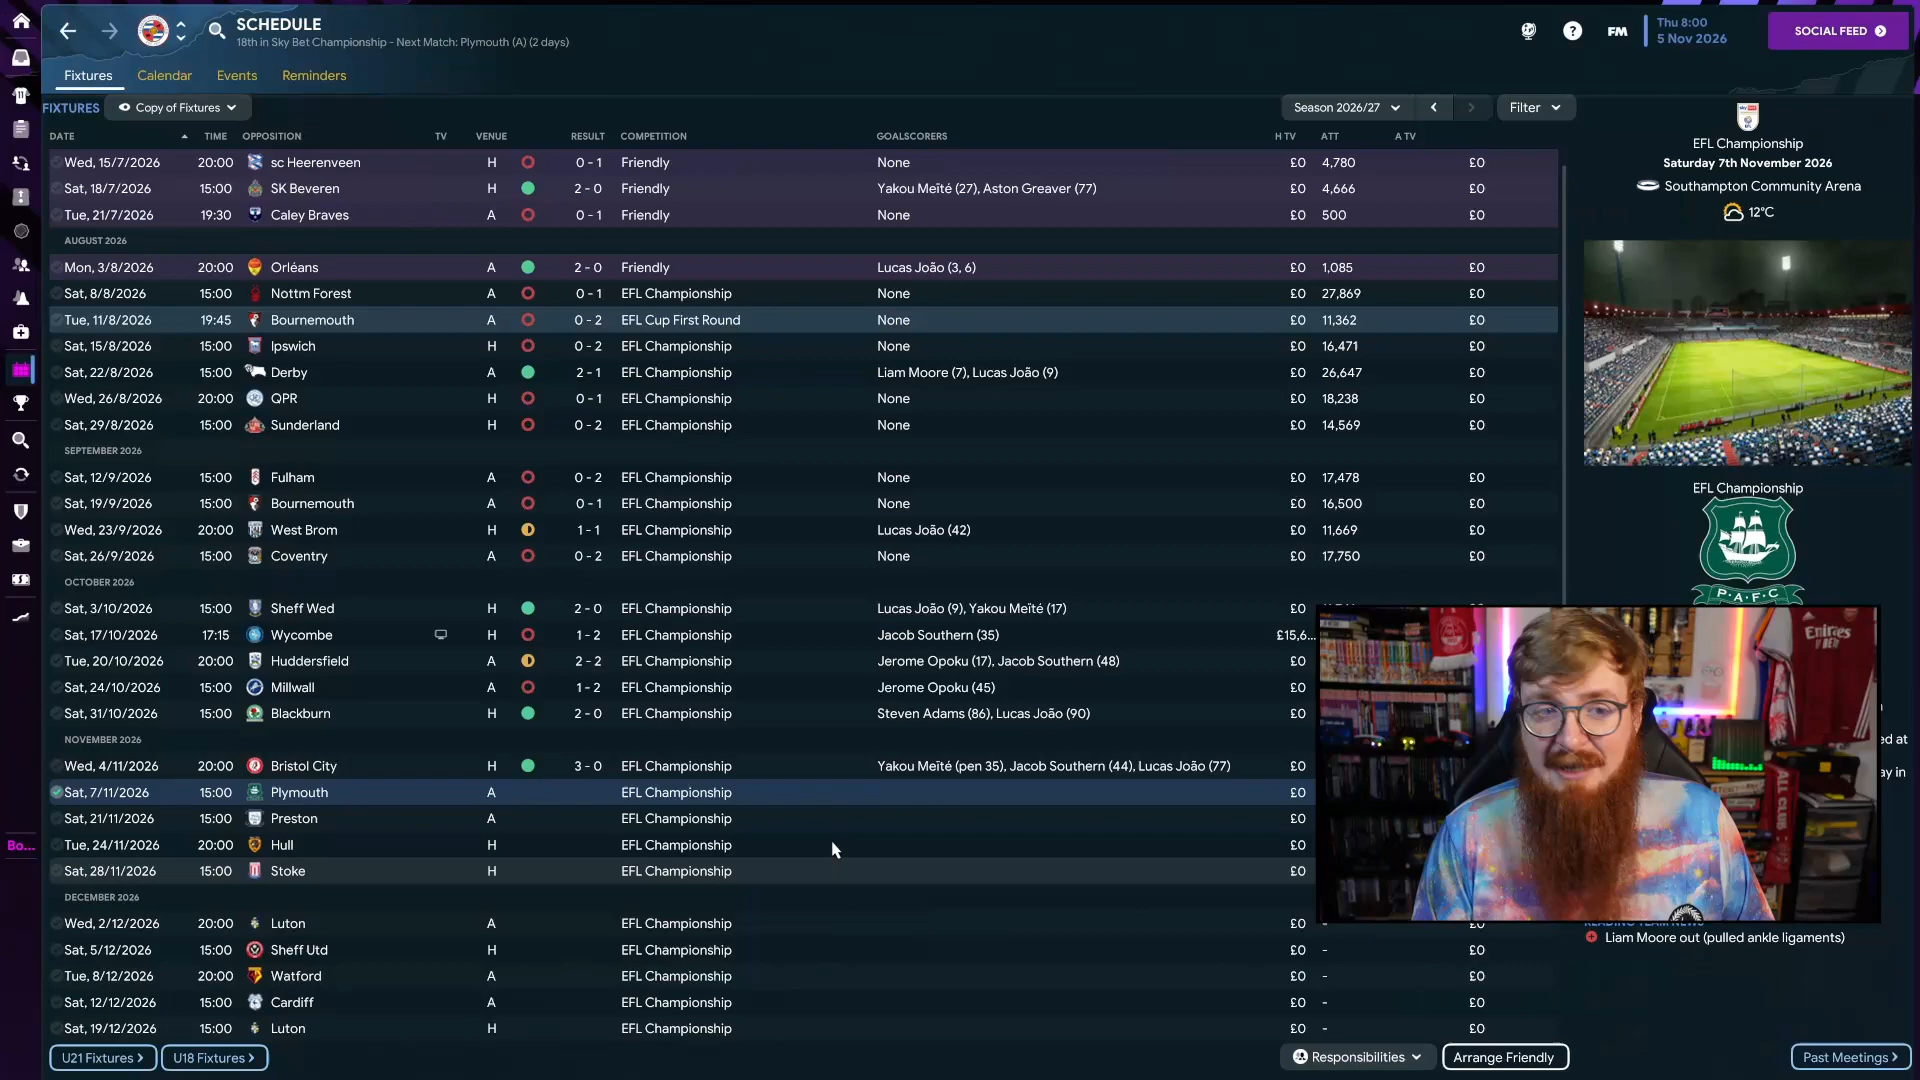 SCHEDULE
18th in Sky Bet Championship - Next Match: Plymouth (A) (2 days)
FM
Thu 8:00
5 Nov 2026
SOCIAL FEED
Fixtures Calendar Events Reminders
FIXTURES Copy of Fixtures Season 2026/27 Filter
DATE TIME OPPOSITION TV VENUE RESULT COMPETITION GOALSCORERS H TV ATT A TV
Wed, 15/7/2026 20:00 sc Heerenveen H 0 - 1 Friendly None £0 4,780 £0
Sat, 18/7/2026 15:00 SK Beveren H 2 - 0 Friendly Yakou Meïté (27), Aston Greaver (77) £0 4,666 £0
Tue, 21/7/2026 19:30 Caley Braves A 0 - 1 Friendly None £0 500 £0
AUGUST 2026
Mon, 3/8/2026 20:00 Orléans A 2 - 0 Friendly Lucas João (3, 6) £0 1,085 £0
Sat, 8/8/2026 15:00 Nottm Forest A 0 - 1 EFL Championship None £0 27,869 £0
Tue, 11/8/2026 19:45 Bournemouth A 0 - 2 EFL Cup First Round None £0 11,362 £0
Sat, 15/8/2026 15:00 Ipswich H 0 - 2 EFL Championship None £0 16,471 £0
Sat, 22/8/2026 15:00 Derby A 2 - 1 EFL Championship Liam Moore (7), Lucas João (9) £0 26,647 £0
Wed, 26/8/2026 20:00 QPR H 0 - 1 EFL Championship None £0 18,238 £0
Sat, 29/8/2026 15:00 Sunderland H 0 - 2 EFL Championship None £0 14,569 £0
SEPTEMBER 2026
Sat, 12/9/2026 15:00 Fulham A 0 - 2 EFL Championship None £0 17,478 £0
Sat, 19/9/2026 15:00 Bournemouth A 0 - 1 EFL Championship None £0 16,500 £0
Wed, 23/9/2026 20:00 West Brom H 1 - 1 EFL Championship Lucas João (42) £0 11,669 £0
Sat, 26/9/2026 15:00 Coventry A 0 - 2 EFL Championship None £0 17,750 £0
OCTOBER 2026
Sat, 3/10/2026 15:00 Sheff Wed H 2 - 0 EFL Championship Lucas João (9), Yakou Meïté (17) £0
Sat, 17/10/2026 17:15 Wycombe H 1 - 2 EFL Championship Jacob Southern (35) £15,6...
Tue, 20/10/2026 20:00 Huddersfield A 2 - 2 EFL Championship Jerome Opoku (17), Jacob Southern (48) £0
Sat, 24/10/2026 15:00 Millwall A 1 - 2 EFL Championship Jerome Opoku (45) £0
Sat, 31/10/2026 15:00 Blackburn H 2 - 0 EFL Championship Steven Adams (86), Lucas João (90) £0
NOVEMBER 2026
Wed, 4/11/2026 20:00 Bristol City H 3 - 0 EFL Championship Yakou Meïté (pen 35), Jacob Southern (44), Lucas João (77) £0
Sat, 7/11/2026 15:00 Plymouth A EFL Championship £0
Sat, 21/11/2026 15:00 Preston A EFL Championship £0
Tue, 24/11/2026 20:00 Hull H EFL Championship £0
Sat, 28/11/2026 15:00 Stoke H EFL Championship £0
DECEMBER 2026
Wed, 2/12/2026 20:00 Luton A EFL Championship £0 - £0
Sat, 5/12/2026 15:00 Sheff Utd H EFL Championship £0 - £0
Tue, 8/12/2026 20:00 Watford A EFL Championship £0 - £0
Sat, 12/12/2026 15:00 Cardiff A EFL Championship £0 - £0
Sat, 19/12/2026 15:00 Luton H EFL Championship £0 - £0
U21 Fixtures U18 Fixtures Responsibilities Arrange Friendly Past Meetings
Bo...
EFL Championship
Saturday 7th November 2026
Southampton Community Arena
12°C
EFL Championship
P.A.F.C
Emirates
ALL CLU
ed at
ay in
READING TEAM NEWS
Liam Moore out (pulled ankle ligaments)